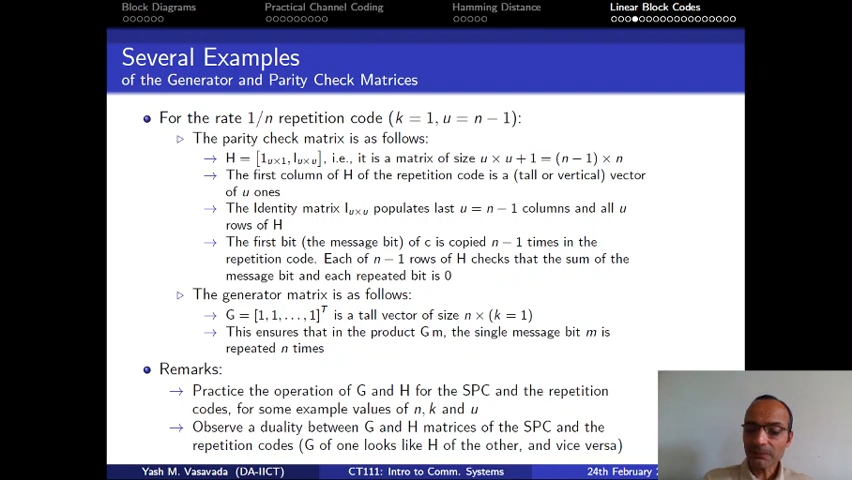 Block Diagrams Practical Channel Coding Hamming Distance Linear Block Codes
Several Examples
of the Generator and Parity Check Matrices
For the rate 1/n repetition code (k = 1, u = n − 1):
The parity check matrix is as follows:
→ H = [1u×1, Iu×u], i.e., it is a matrix of size u × u + 1 = (n − 1) × n
→ The first column of H of the repetition code is a (tall or vertical) vector
of u ones
→ The Identity matrix Iu×u populates last u = n − 1 columns and all u
rows of H
→ The first bit (the message bit) of c is copied n − 1 times in the
repetition code. Each of n − 1 rows of H checks that the sum of the
message bit and each repeated bit is 0
The generator matrix is as follows:
→ G = [1, 1, . . . , 1]^T is a tall vector of size n × (k = 1)
→ This ensures that in the product G m, the single message bit m is
repeated n times
Remarks:
→ Practice the operation of G and H for the SPC and the repetition
codes, for some example values of n, k and u
→ Observe a duality between G and H matrices of the SPC and the
repetition codes (G of one looks like H of the other, and vice versa)
Yash M. Vasavada (DA-IICT) CT111: Intro to Comm. Systems 24th February